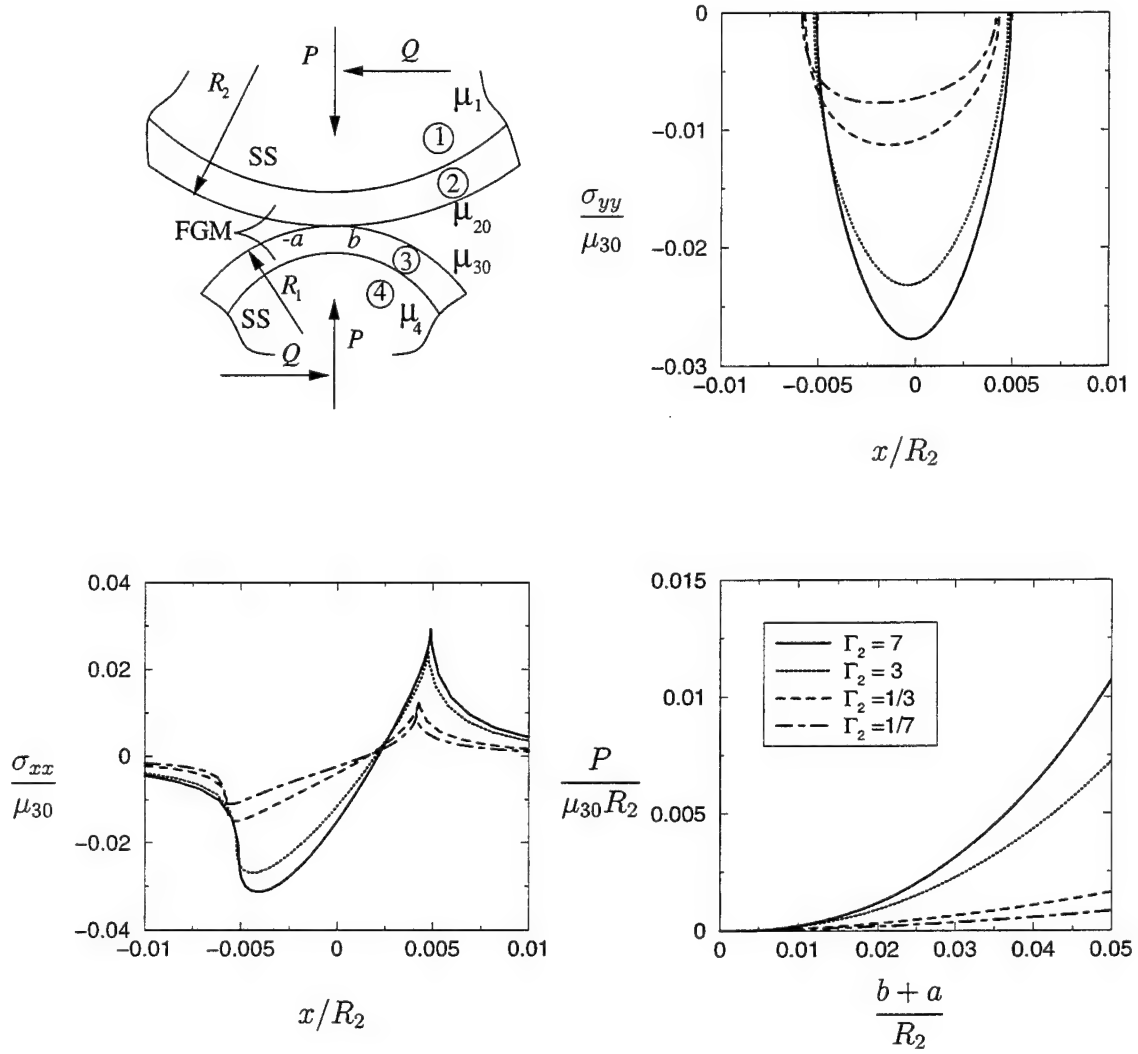 P
Q
R₂
μ₁
①
SS
②
μ₂₀
FGM
-a
b
③
μ₃₀
R₁
④
SS
μ₄
P
Q
0
−0.01
−0.02
−0.03
σyy
μ₃₀
−0.01
−0.005
0
0.005
0.01
x/R₂
0.04
0.02
0
−0.02
−0.04
σxx
μ₃₀
−0.01
−0.005
0
0.005
0.01
x/R₂
0.015
0.01
0.005
0
P
μ₃₀R₂
Γ₂ = 7
Γ₂ = 3
Γ₂ =1/3
Γ₂ =1/7
0
0.01
0.02
0.03
0.04
0.05
b + a
R₂